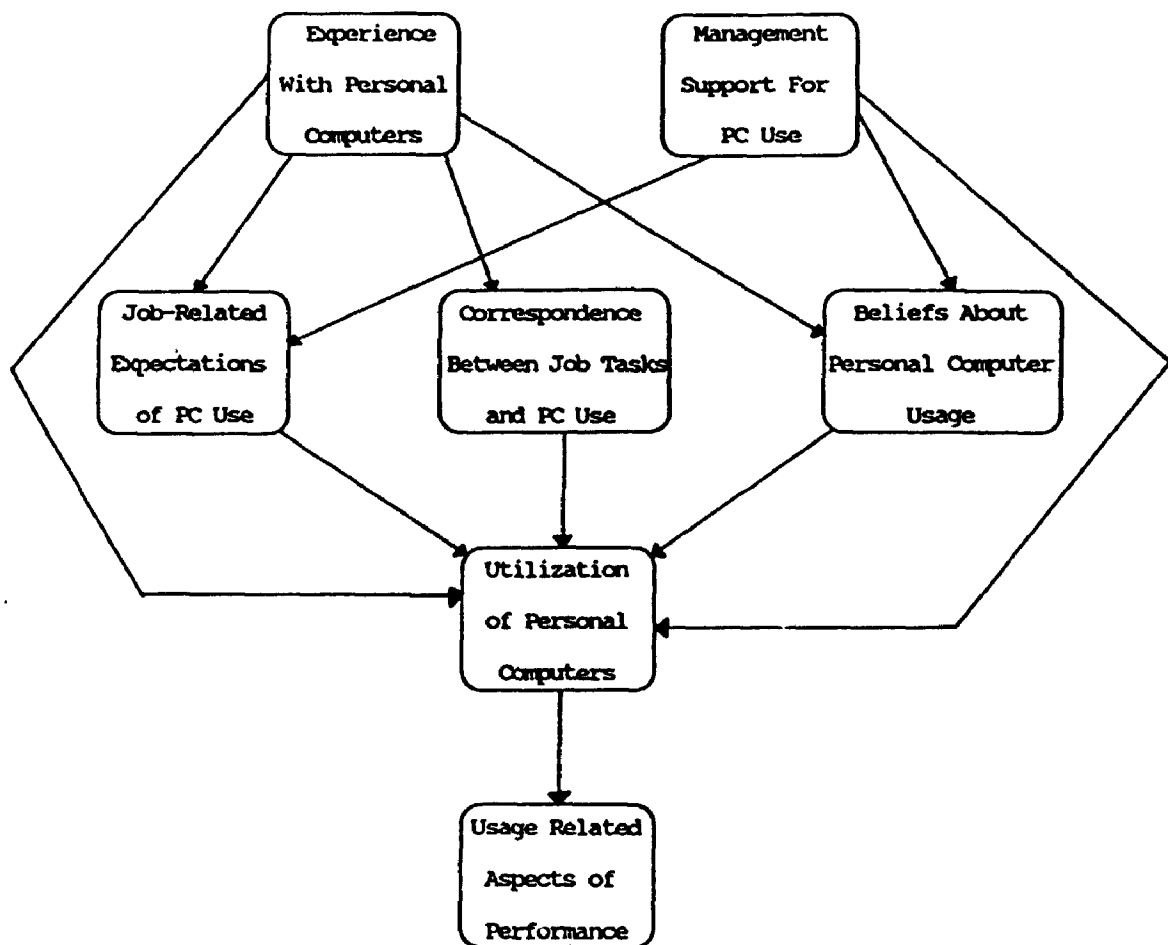 Experience
With Personal
Computers
Management
Support For
PC Use
Job-Related
Expectations
of PC Use
Correspondence
Between Job Tasks
and PC Use
Beliefs About
Personal Computer
Usage
Utilization
of Personal
Computers
Usage Related
Aspects of
Performance